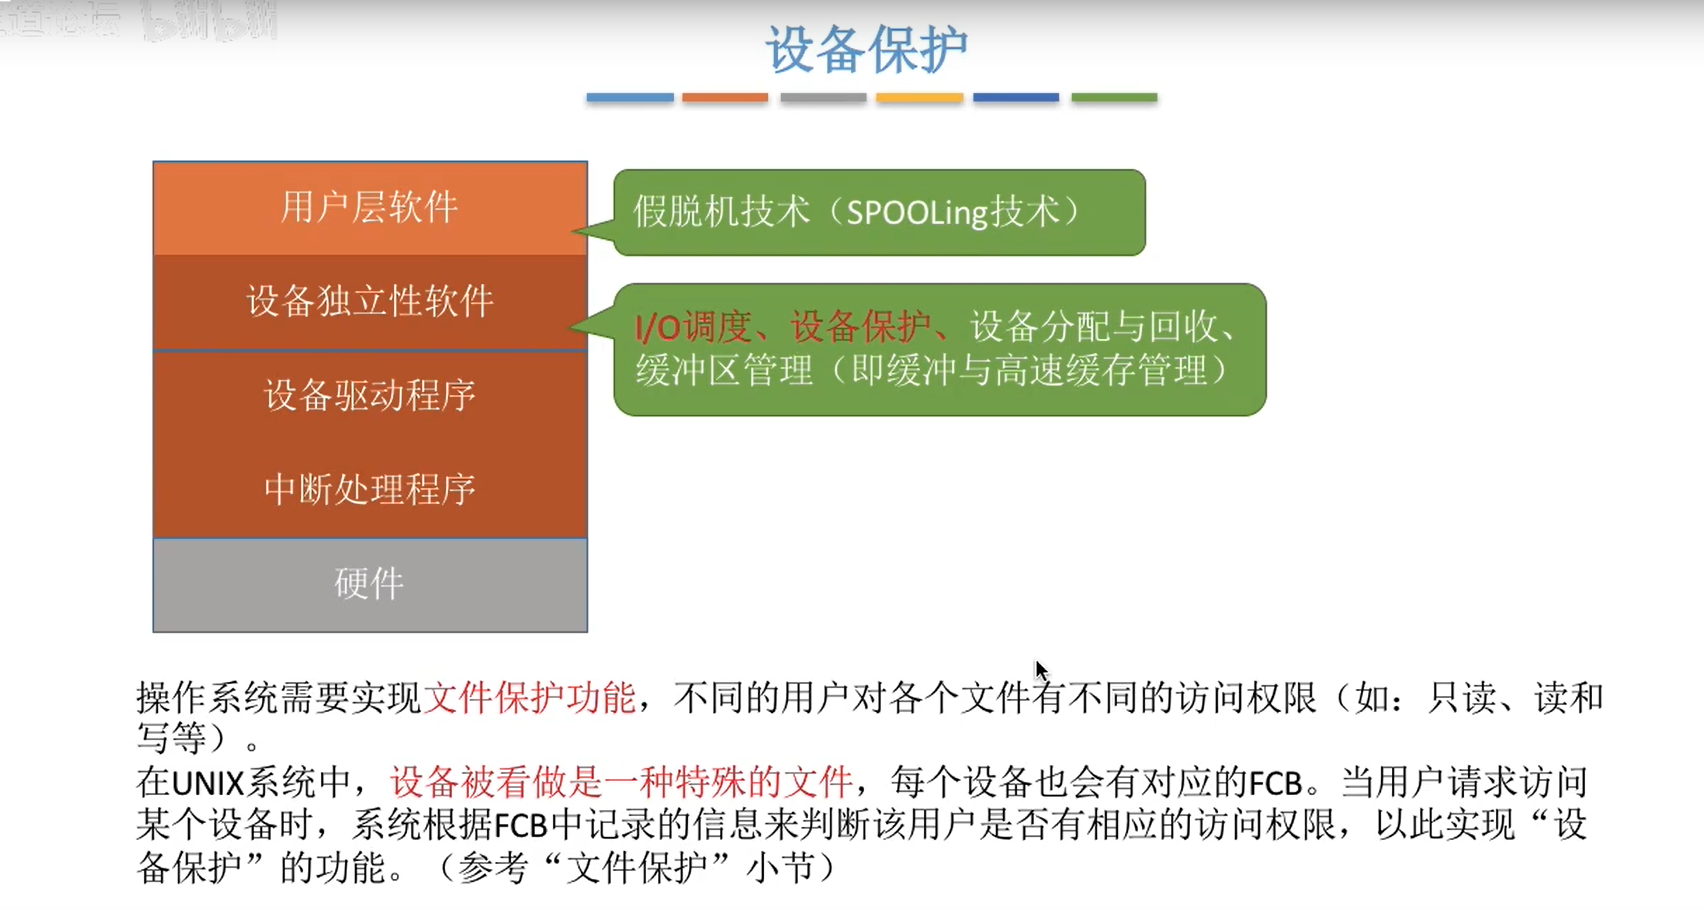 道论坛 bilibili
设备保护
用户层软件
假脱机技术（SPOOLing技术）
设备独立性软件
I/O调度、设备保护、设备分配与回收、
缓冲区管理（即缓冲与高速缓存管理）
设备驱动程序
中断处理程序
硬件
操作系统需要实现文件保护功能，不同的用户对各个文件有不同的访问权限（如：只读、读和
写等）。
在UNIX系统中，设备被看做是一种特殊的文件，每个设备也会有对应的FCB。当用户请求访问
某个设备时，系统根据FCB中记录的信息来判断该用户是否有相应的访问权限，以此实现“设
备保护”的功能。（参考“文件保护”小节）